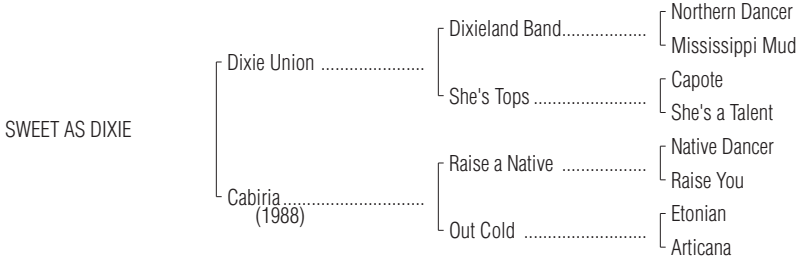 Northern Dancer
Dixieland Band..................
Mississippi Mud
Dixie Union ......................
Capote
She's Tops ........................
She's a Talent
SWEET AS DIXIE
Native Dancer
Raise a Native ..................
Raise You
Cabiria..............................
(1988)
Etonian
Out Cold ..........................
Articana